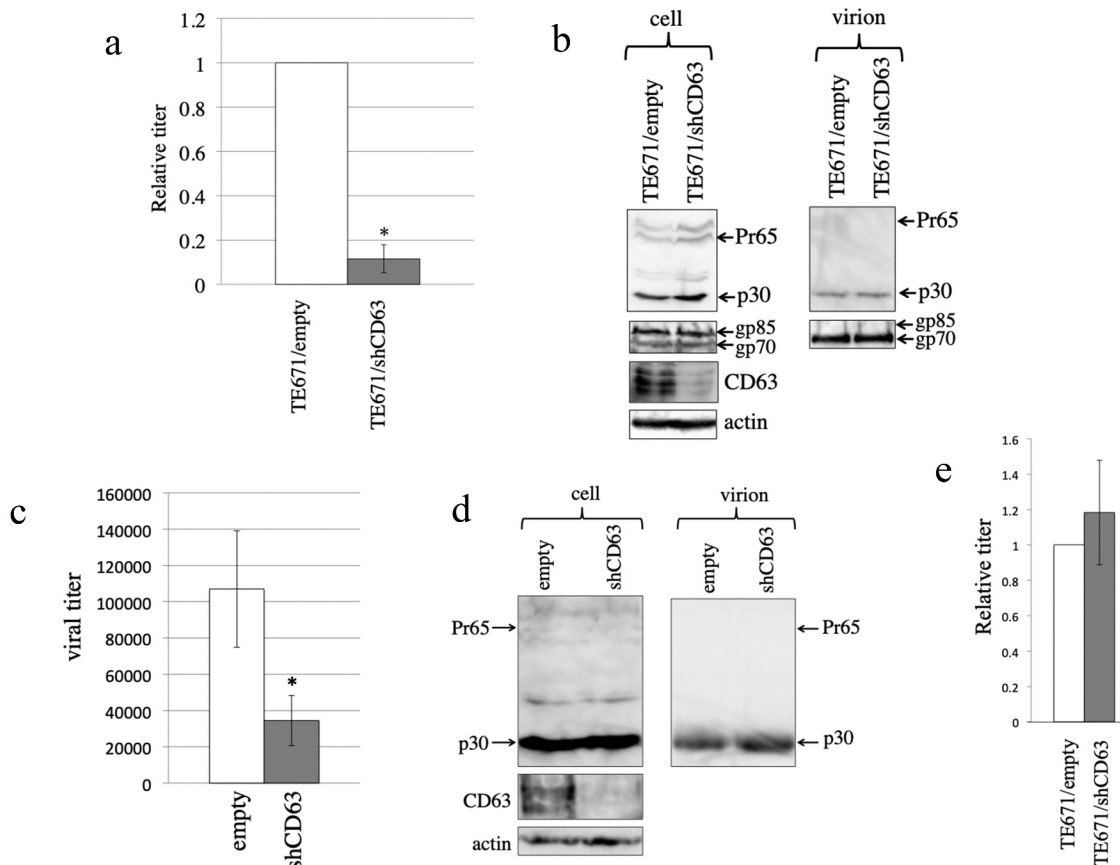 a
1.2
1
0.8
0.6
0.4
0.2
0
Relative titer
*
TE671/empty
TE671/shCD63
b
cell
virion
TE671/empty
TE671/shCD63
TE671/empty
TE671/shCD63
Pr65
p30
gp85
gp70
CD63
actin
Pr65
p30
gp85
gp70
c
160000
140000
120000
100000
80000
60000
40000
20000
0
viral titer
*
empty
shCD63
d
cell
virion
empty
shCD63
empty
shCD63
Pr65
p30
CD63
actin
Pr65
p30
e
1.6
1.4
1.2
1
0.8
0.6
0.4
0.2
0
Relative titer
TE671/empty
TE671/shCD63